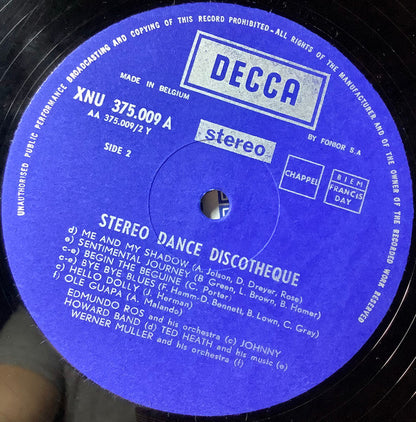 UNAUTHORISED PUBLIC PERFORMANCE BROADCASTING AND COPYING OF THIS RECORD PROHIBITED - ALL RIGHTS OF THE MANUFACTURER AND OF THE OWNER OF THE RECORDED WORK RESERVED
DECCA
MADE IN BELGIUM
XNU 375.009 A
AA 375.009/2 Y
stereo
BY FONIOR S.A
SIDE 2
CHAPPEL
BIEM
FRANCIS
DAY
STEREO DANCE DISCOTHEQUE
d) ME AND MY SHADOW (A. Jolson, D. Dreyer, Rose)
e) SENTIMENTAL JOURNEY (B. Green, L. Brown, B. Homer)
c-e) BEGIN THE BEGUINE (C. Porter)
c-e) BYE BYE BLUES (F. Hamm-D. Bennett, B. Lown, C. Gray)
c) HELLO DOLLY (J. Herman)
f) OLE GUAPA (A. Malando)
EDMUNDO ROS and his orchestra (c) JOHNNY
HOWARD BAND (d) TED HEATH and his music (e)
WERNER MULLER and his orchestra (f)